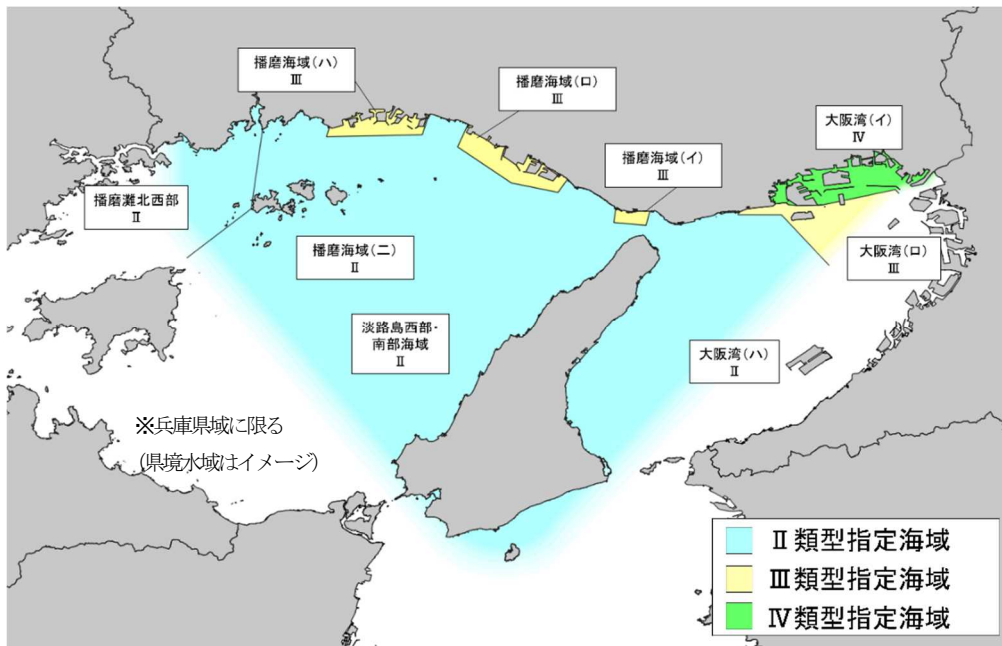 播磨海域(ハ)
Ⅲ
播磨海域(ロ)
Ⅲ
大阪湾(イ)
Ⅳ
播磨海域(イ)
Ⅲ
播磨灘北西部
Ⅱ
播磨海域(二)
Ⅱ
大阪湾(ロ)
Ⅲ
淡路島西部・
南部海域
Ⅱ
大阪湾(ハ)
Ⅱ
※兵庫県域に限る
(県境水域はイメージ)
Ⅱ類型指定海域
Ⅲ類型指定海域
Ⅳ類型指定海域